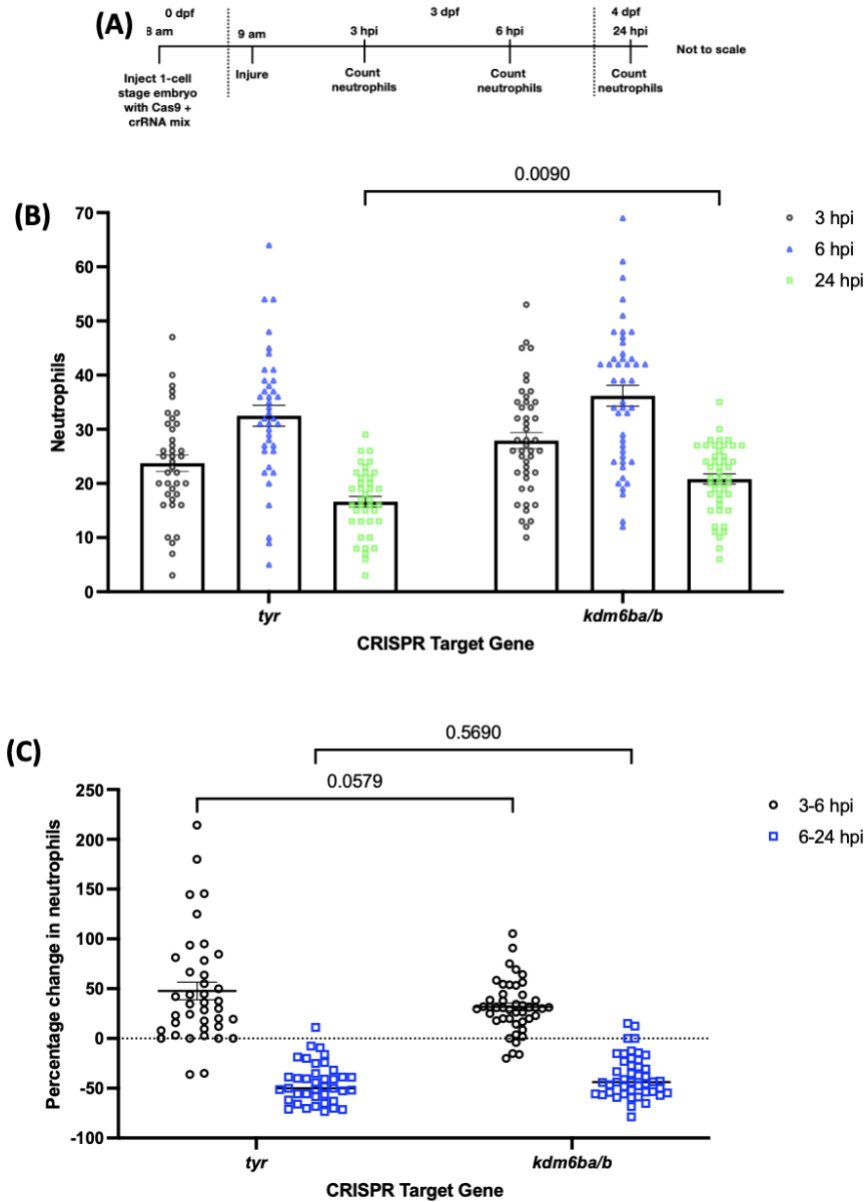 (A)
0 dpf 3 dpf 4 dpf
8 am 9 am 3 hpi 6 hpi 24 hpi
Not to scale
Inject 1-cell
stage embryo
with Cas9 +
crRNA mix
Injure
Count
neutrophils
Count
neutrophils
Count
neutrophils
(B)
0.0090
3 hpi
6 hpi
24 hpi
Neutrophils
70
60
50
40
30
20
10
0
tyr kdm6ba/b
CRISPR Target Gene
(C)
0.5690
0.0579
3-6 hpi
6-24 hpi
Percentage change in neutrophils
250
200
150
100
50
0
-50
-100
tyr kdm6ba/b
CRISPR Target Gene